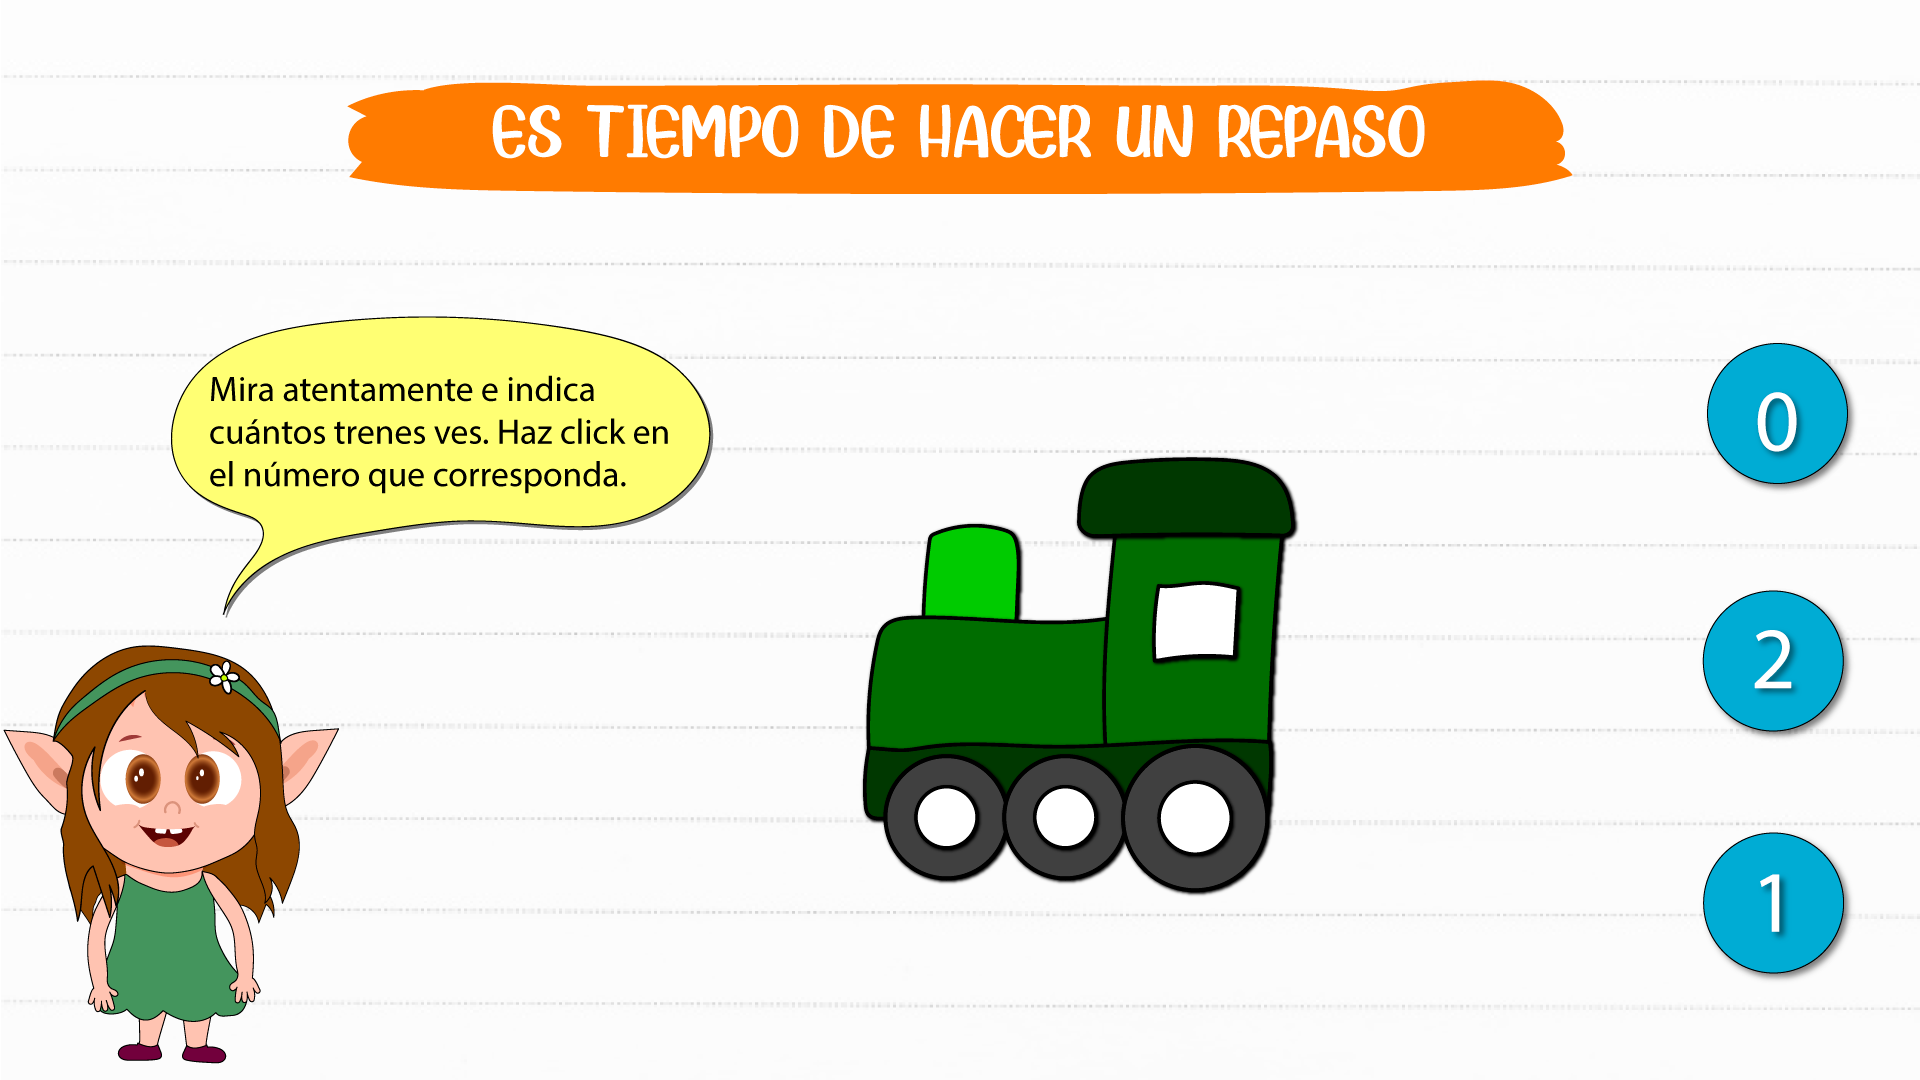 ES TIEMPO DE HACER UN REPASO
Mira atentamente e indica
cuántos trenes ves. Haz click en
el número que corresponda.
0
2
1